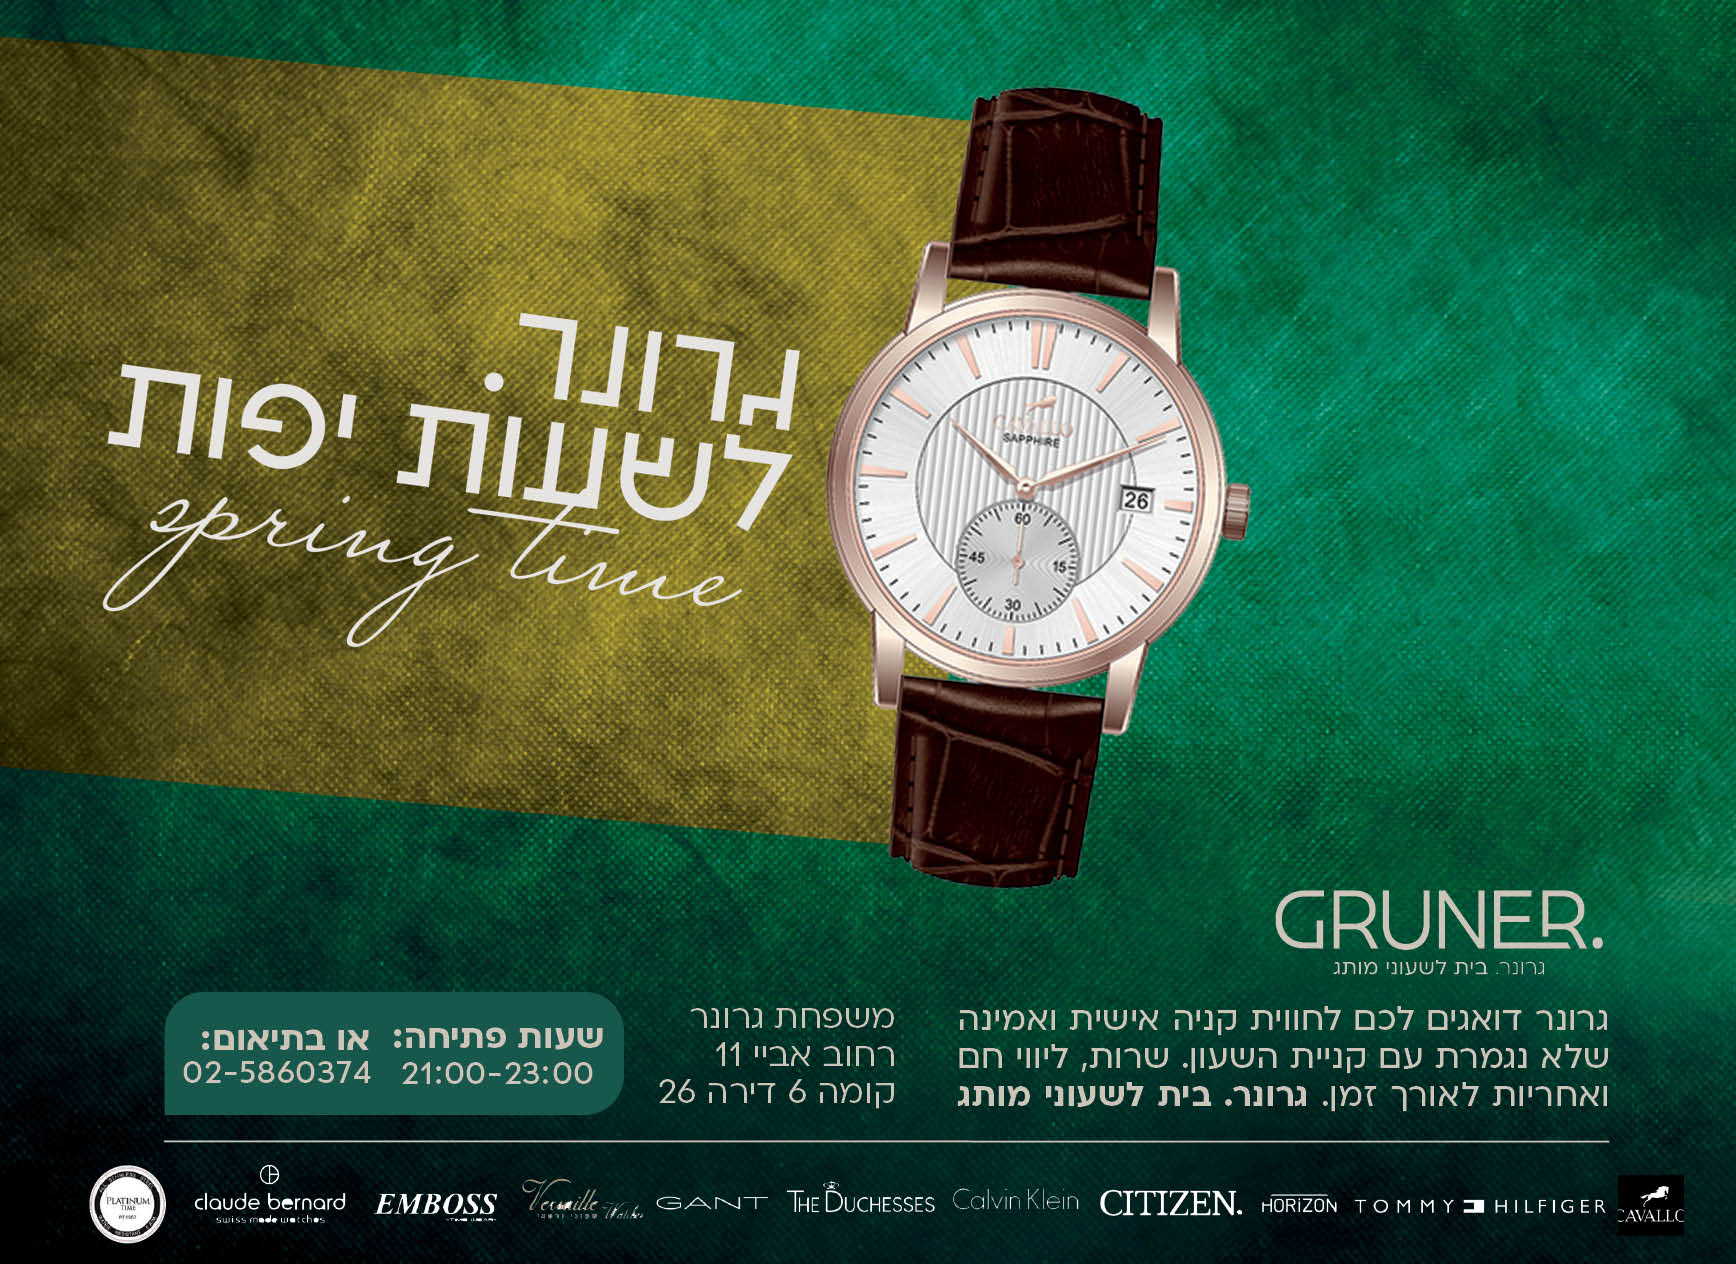 גרונר
לשעות יפות
spring time
CAVALLO
SAPPHIRE
26
60
45
15
30
GRUNER.
גרונר. בית לשעוני מותג
גרונר דואגים לכם לחווית קניה אישית ואמינה
שלא נגמרת עם קניית השעון. שרות, ליווי חם
ואחריות לאורך זמן. גרונר. בית לשעוני מותג
משפחת גרונר
רחוב אביי 11
קומה 6 דירה 26
שעות פתיחה:
21:00-23:00
או בתיאום:
02-5860374
PLATINUM
TIME
claude bernard
swiss made watches
EMBOSS
GANT
THE DUCHESSES
Calvin Klein
CITIZEN.
HORiZON
TOMMY HILFIGER
CAVALLO